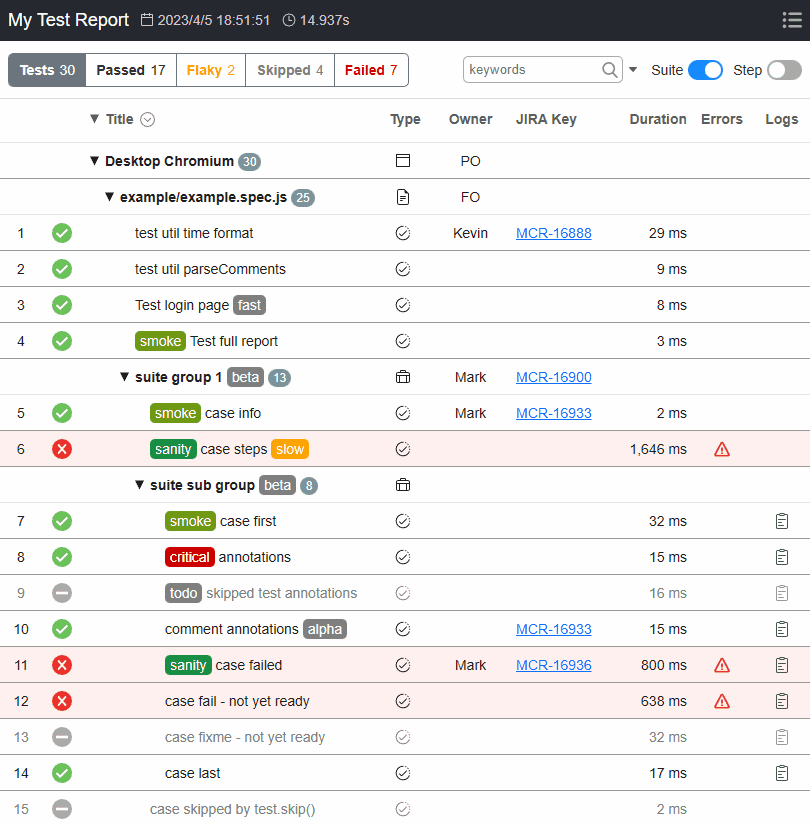 My Test Report 2023/4/5 18:51:51 14.937s
Tests 30 Passed 17 Flaky 2 Skipped 4 Failed 7 keywords Suite Step
Title Type Owner JIRA Key Duration Errors Logs
Desktop Chromium 30 PO
example/example.spec.js 25 FO
1 test util time format Kevin MCR-16888 29 ms
2 test util parseComments 9 ms
3 Test login page fast 8 ms
4 smoke Test full report 3 ms
suite group 1 beta 13 Mark MCR-16900
5 smoke case info Mark MCR-16933 2 ms
6 sanity case steps slow 1,646 ms
suite sub group beta 8
7 smoke case first 32 ms
8 critical annotations 15 ms
9 todo skipped test annotations 16 ms
10 comment annotations alpha MCR-16933 15 ms
11 sanity case failed Mark MCR-16936 800 ms
12 case fail - not yet ready 638 ms
13 case fixme - not yet ready 32 ms
14 case last 17 ms
15 case skipped by test.skip() 2 ms